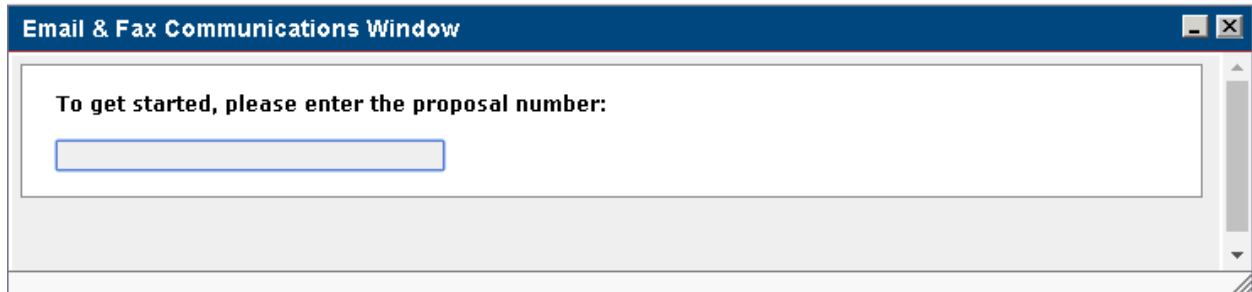 Email & Fax Communications Window
To get started, please enter the proposal number: